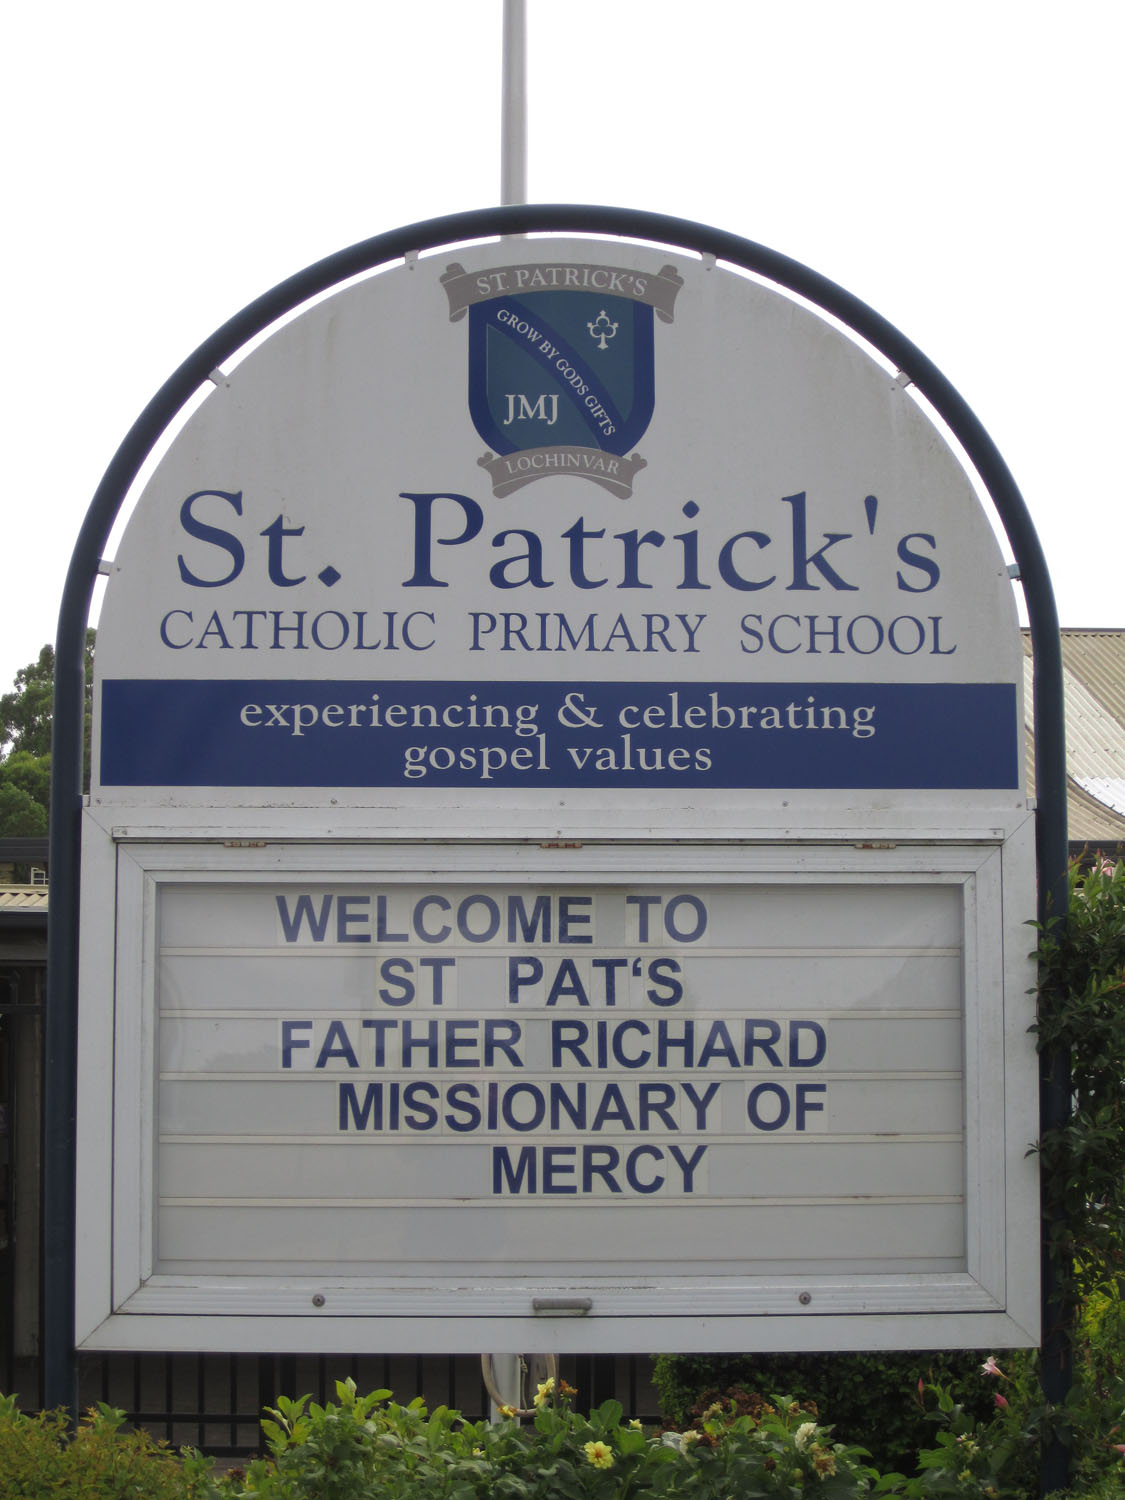 ST. PATRICK'S
GROW BY GODS GIFTS
JMJ
LOCHINVAR
St. Patrick's
CATHOLIC PRIMARY SCHOOL
experiencing & celebrating
gospel values
WELCOME TO
ST PAT‘S
FATHER RICHARD
MISSIONARY OF
MERCY